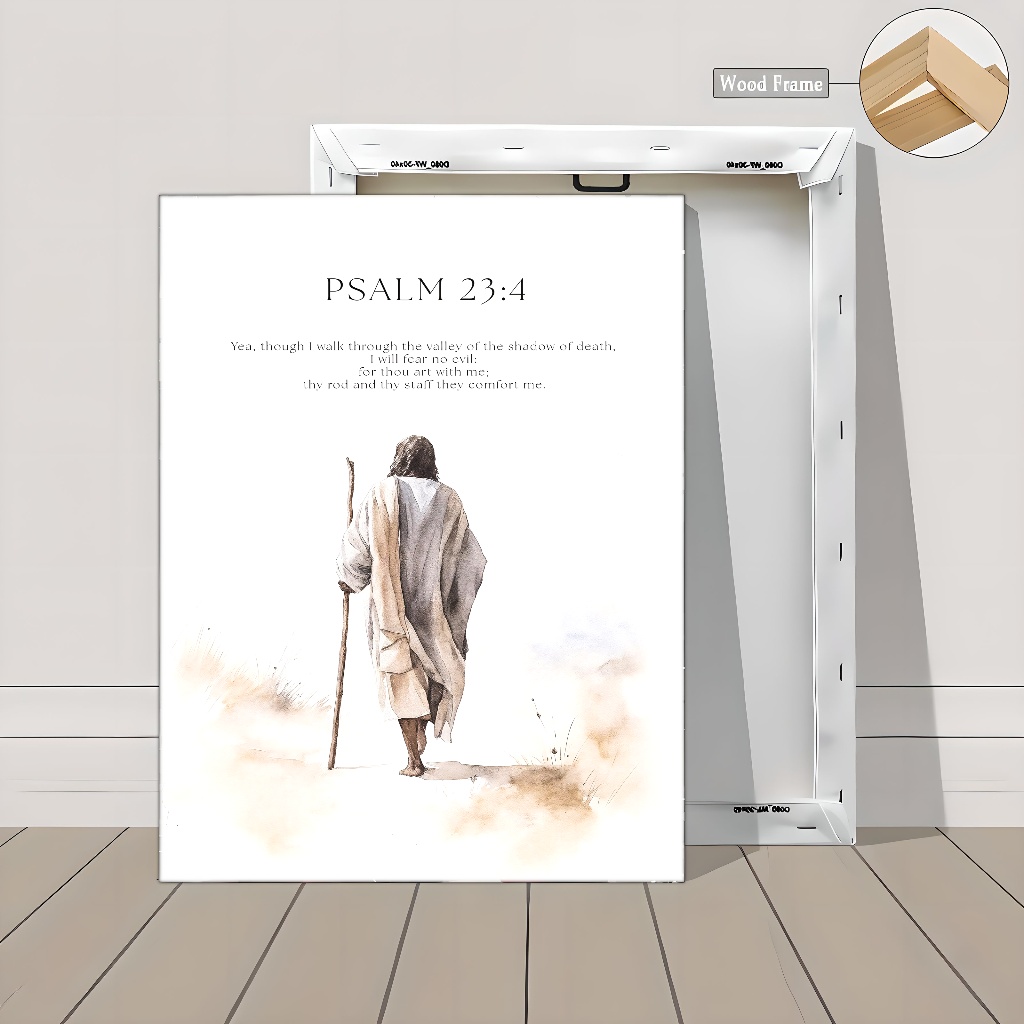 Wood Frame
PSALM 23:4
Yea, though I walk through the valley of the shadow of death,
I will fear no evil:
for thou art with me;
thy rod and thy staff they comfort me.